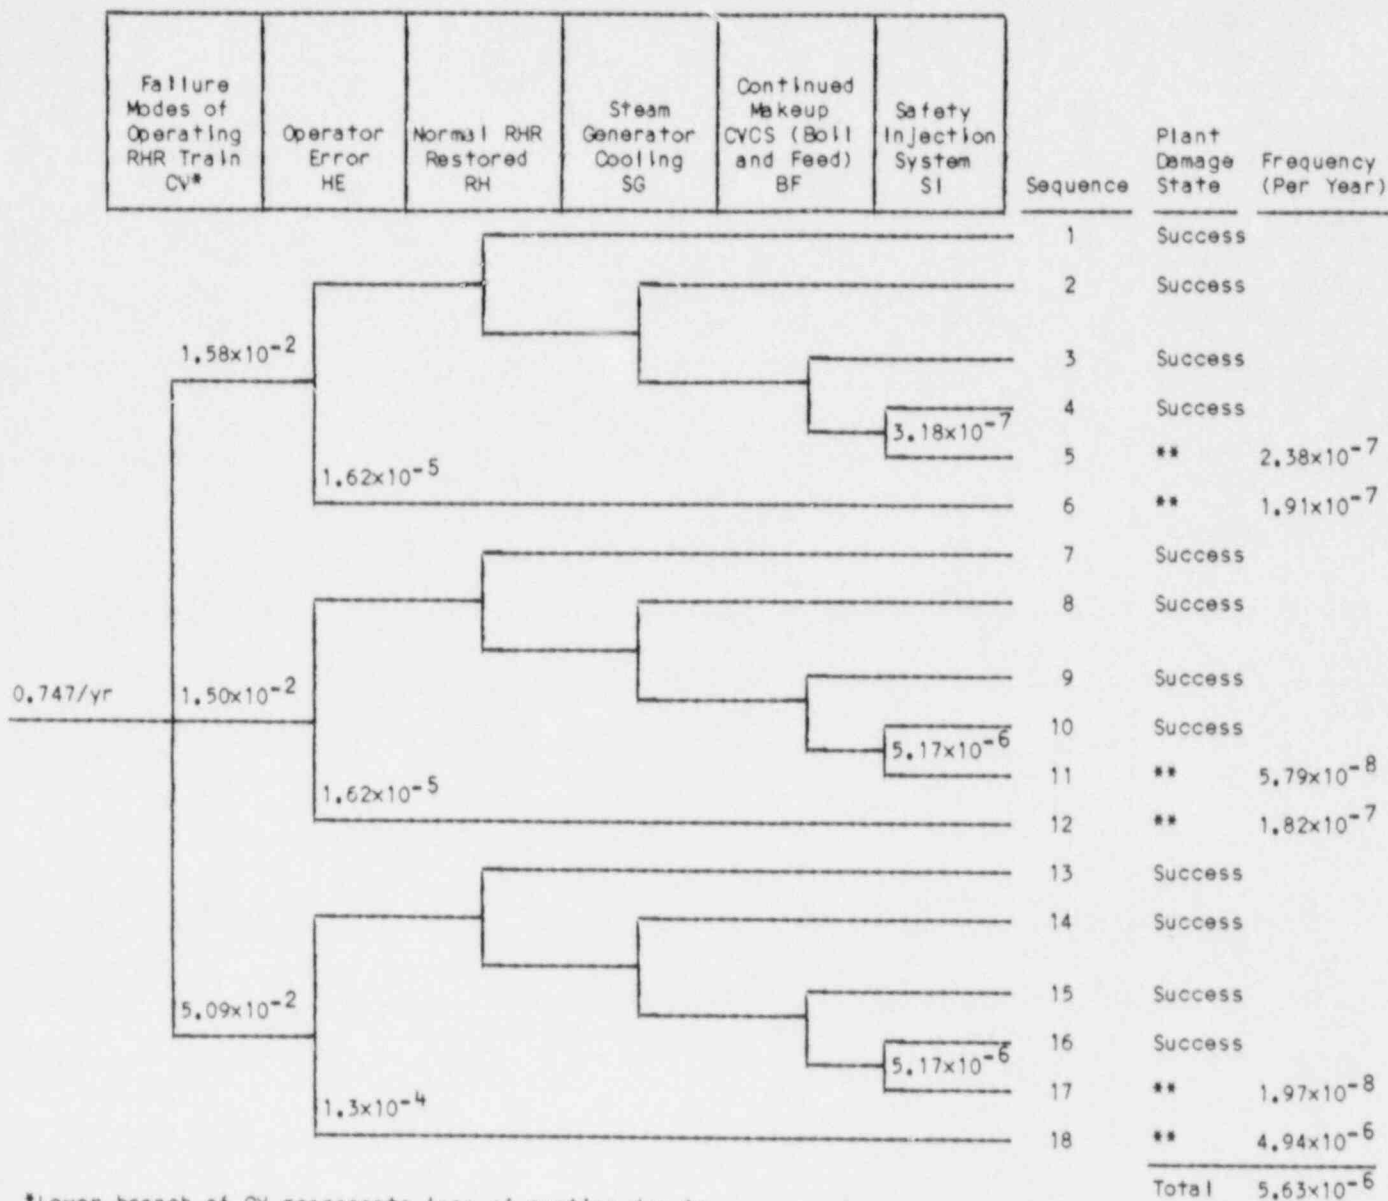 Failure Modes of Operating RHR Train CV*
Operator Error HE
Normal RHR Restored RH
Steam Generator Cooling SG
Continued Makeup CVCS (Boil and Feed) BF
Safety Injection System SI
Sequence
Plant Damage State
Frequency (Per Year)
1 Success
2 Success
1.58x10-2
3 Success
4 Success
3.18x10-7
5 ** 2.38x10-7
1.62x10-5
6 ** 1.91x10-7
7 Success
8 Success
9 Success
0.747/yr 1.50x10-2
10 Success
5.17x10-6
11 ** 5.79x10-8
1.62x10-5
12 ** 1.82x10-7
13 Success
14 Success
15 Success
5.09x10-2
16 Success
5.17x10-6
17 ** 1.97x10-8
1.3x10-4
18 ** 4.94x10-6
Total 5.63x10-6